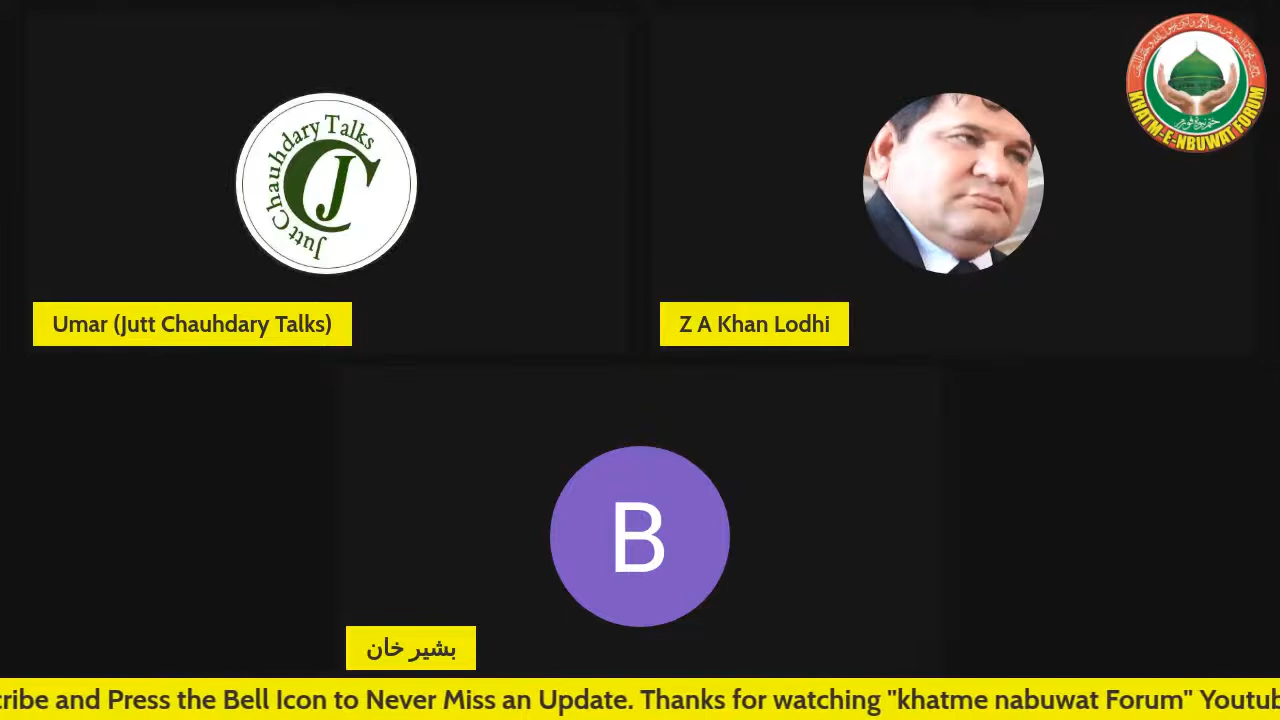 Jutt Chauhdary Talks
CJ
Umar (Jutt Chauhdary Talks)
Z A Khan Lodhi
KHATM-E-NBUWAT FORUM
B
بشیر خان
cribe and Press the Bell Icon to Never Miss an Update. Thanks for watching "khatme nabuwat Forum" Youtub